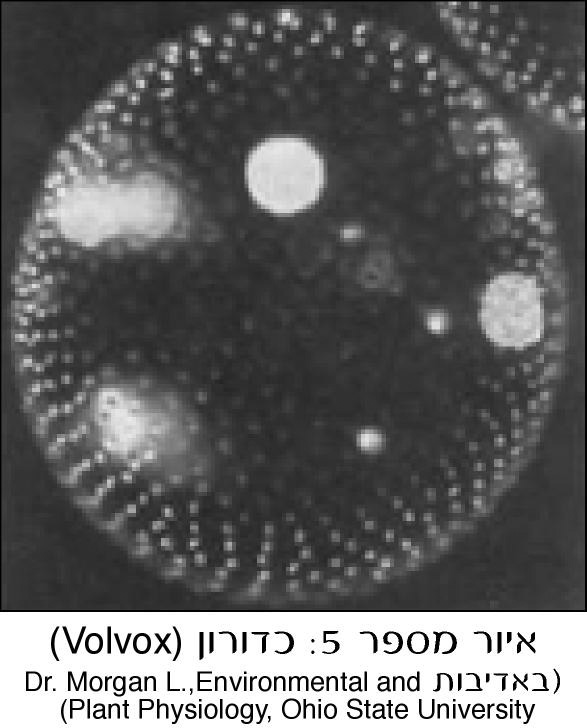 איור מספר 5: כדורון (Volvox)
(באדיבות Dr. Morgan L.,Environmental and
Plant Physiology, Ohio State University)